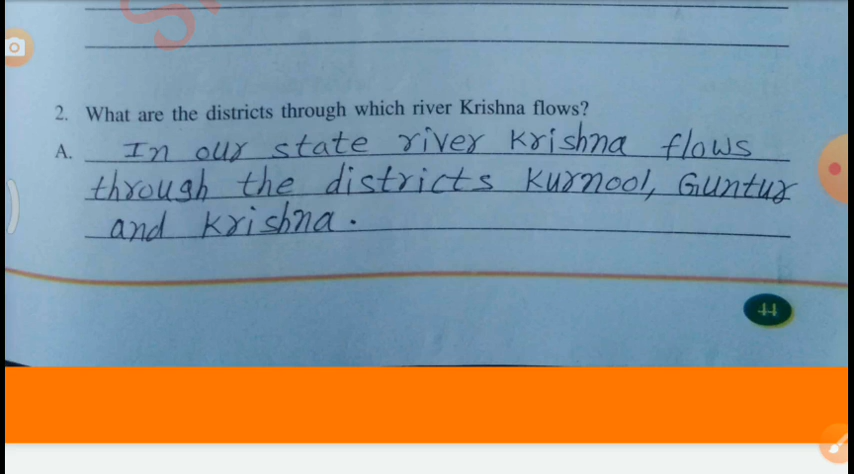 2. What are the districts through which river Krishna flows?
A. In our state river Krishna flows
through the districts Kurnool, Guntur
and Krishna.
44